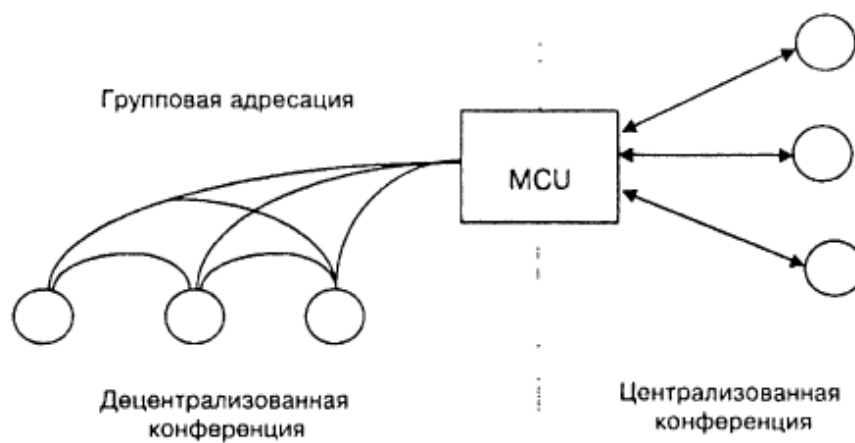 Групповая адресация
MCU
Децентрализованная
конференция
Централизованная
конференция